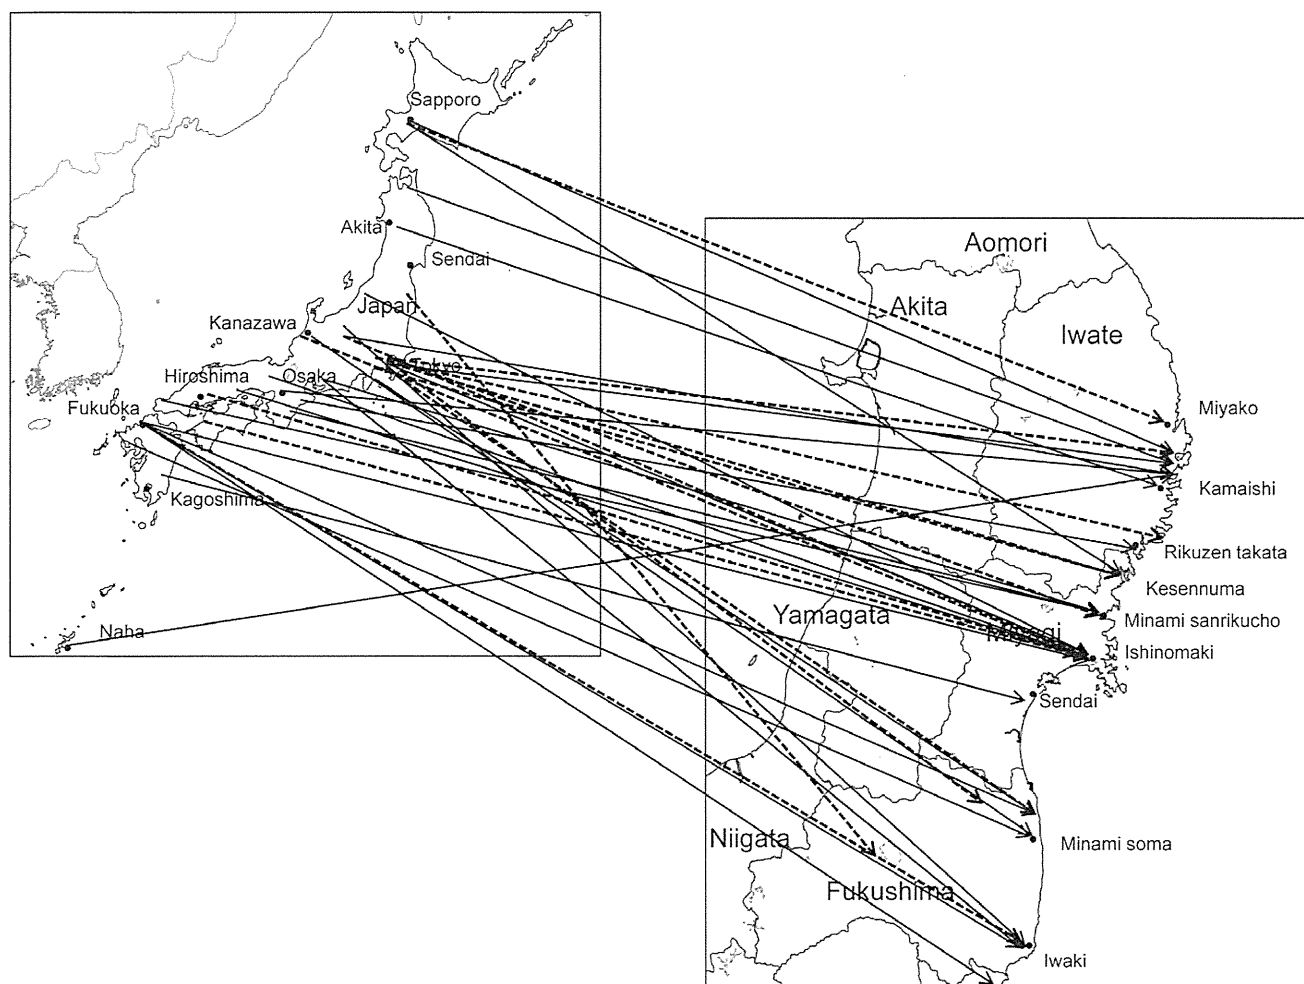 Sapporo
Akita
Sendai
Japan
Kanazawa
Tokyo
Hiroshima
Osaka
Fukuoka
Kagoshima
Naha
Aomori
Akita
Iwate
Miyako
Kamaishi
Rikuzen takata
Kesennuma
Yamagata
Minami sanrikucho
Miyagi
Ishinomaki
Sendai
Niigata
Minami soma
Fukushima
Iwaki